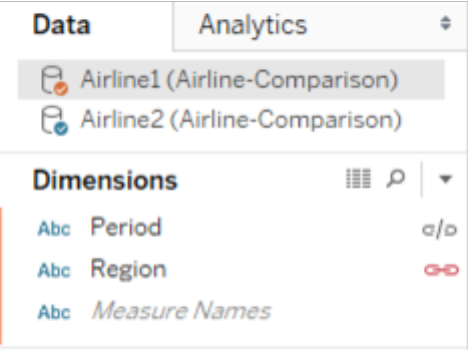 Data Analytics
Airline1 (Airline-Comparison)
Airline2 (Airline-Comparison)
Dimensions
Abc Period
Abc Region
Abc Measure Names